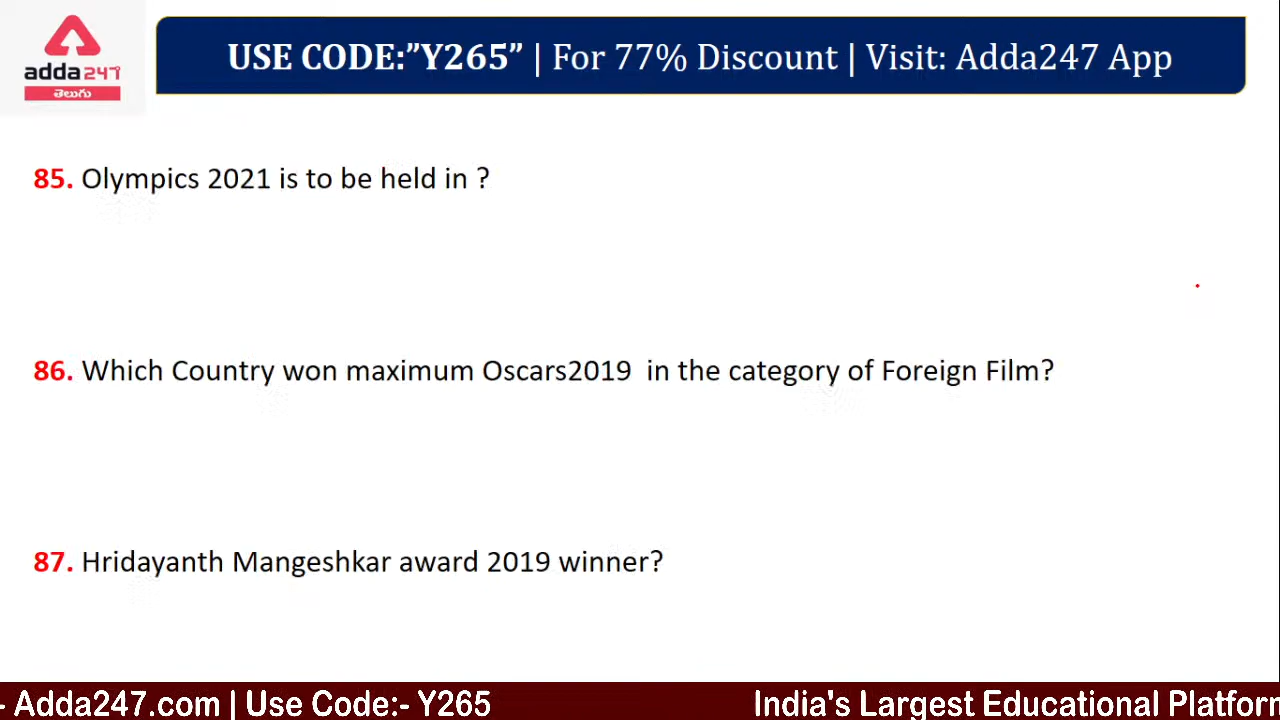 adda247
తెలుగు
USE CODE:”Y265” | For 77% Discount | Visit: Adda247 App
85. Olympics 2021 is to be held in ?
86. Which Country won maximum Oscars2019 in the category of Foreign Film?
87. Hridayanth Mangeshkar award 2019 winner?
- Adda247.com | Use Code:- Y265 India's Largest Educational Platform